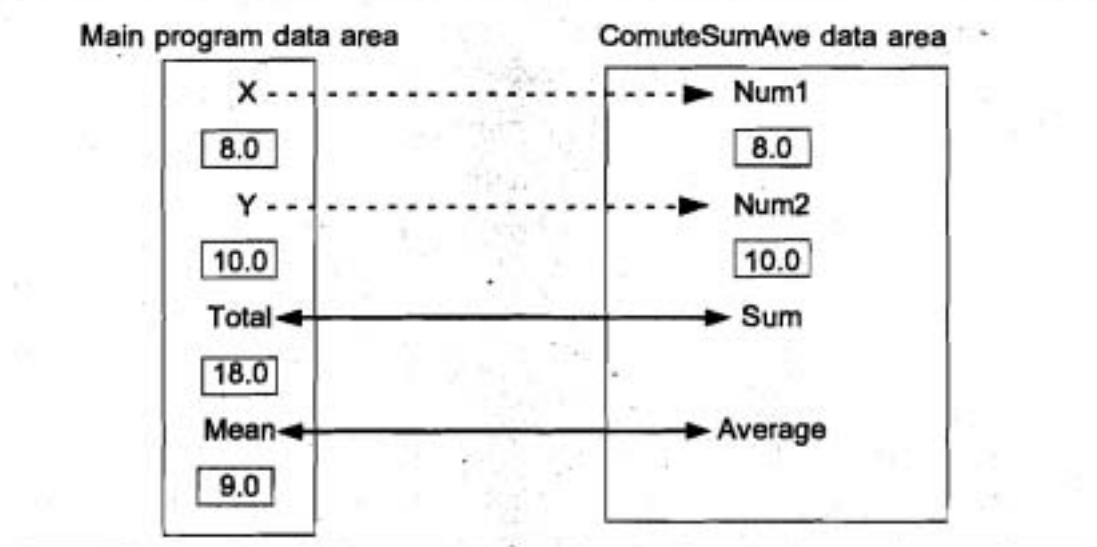 Main program data area ComuteSumAve data area
X Num1
8.0 8.0
Y Num2
10.0 10.0
Total Sum
18.0
Mean Average
9.0